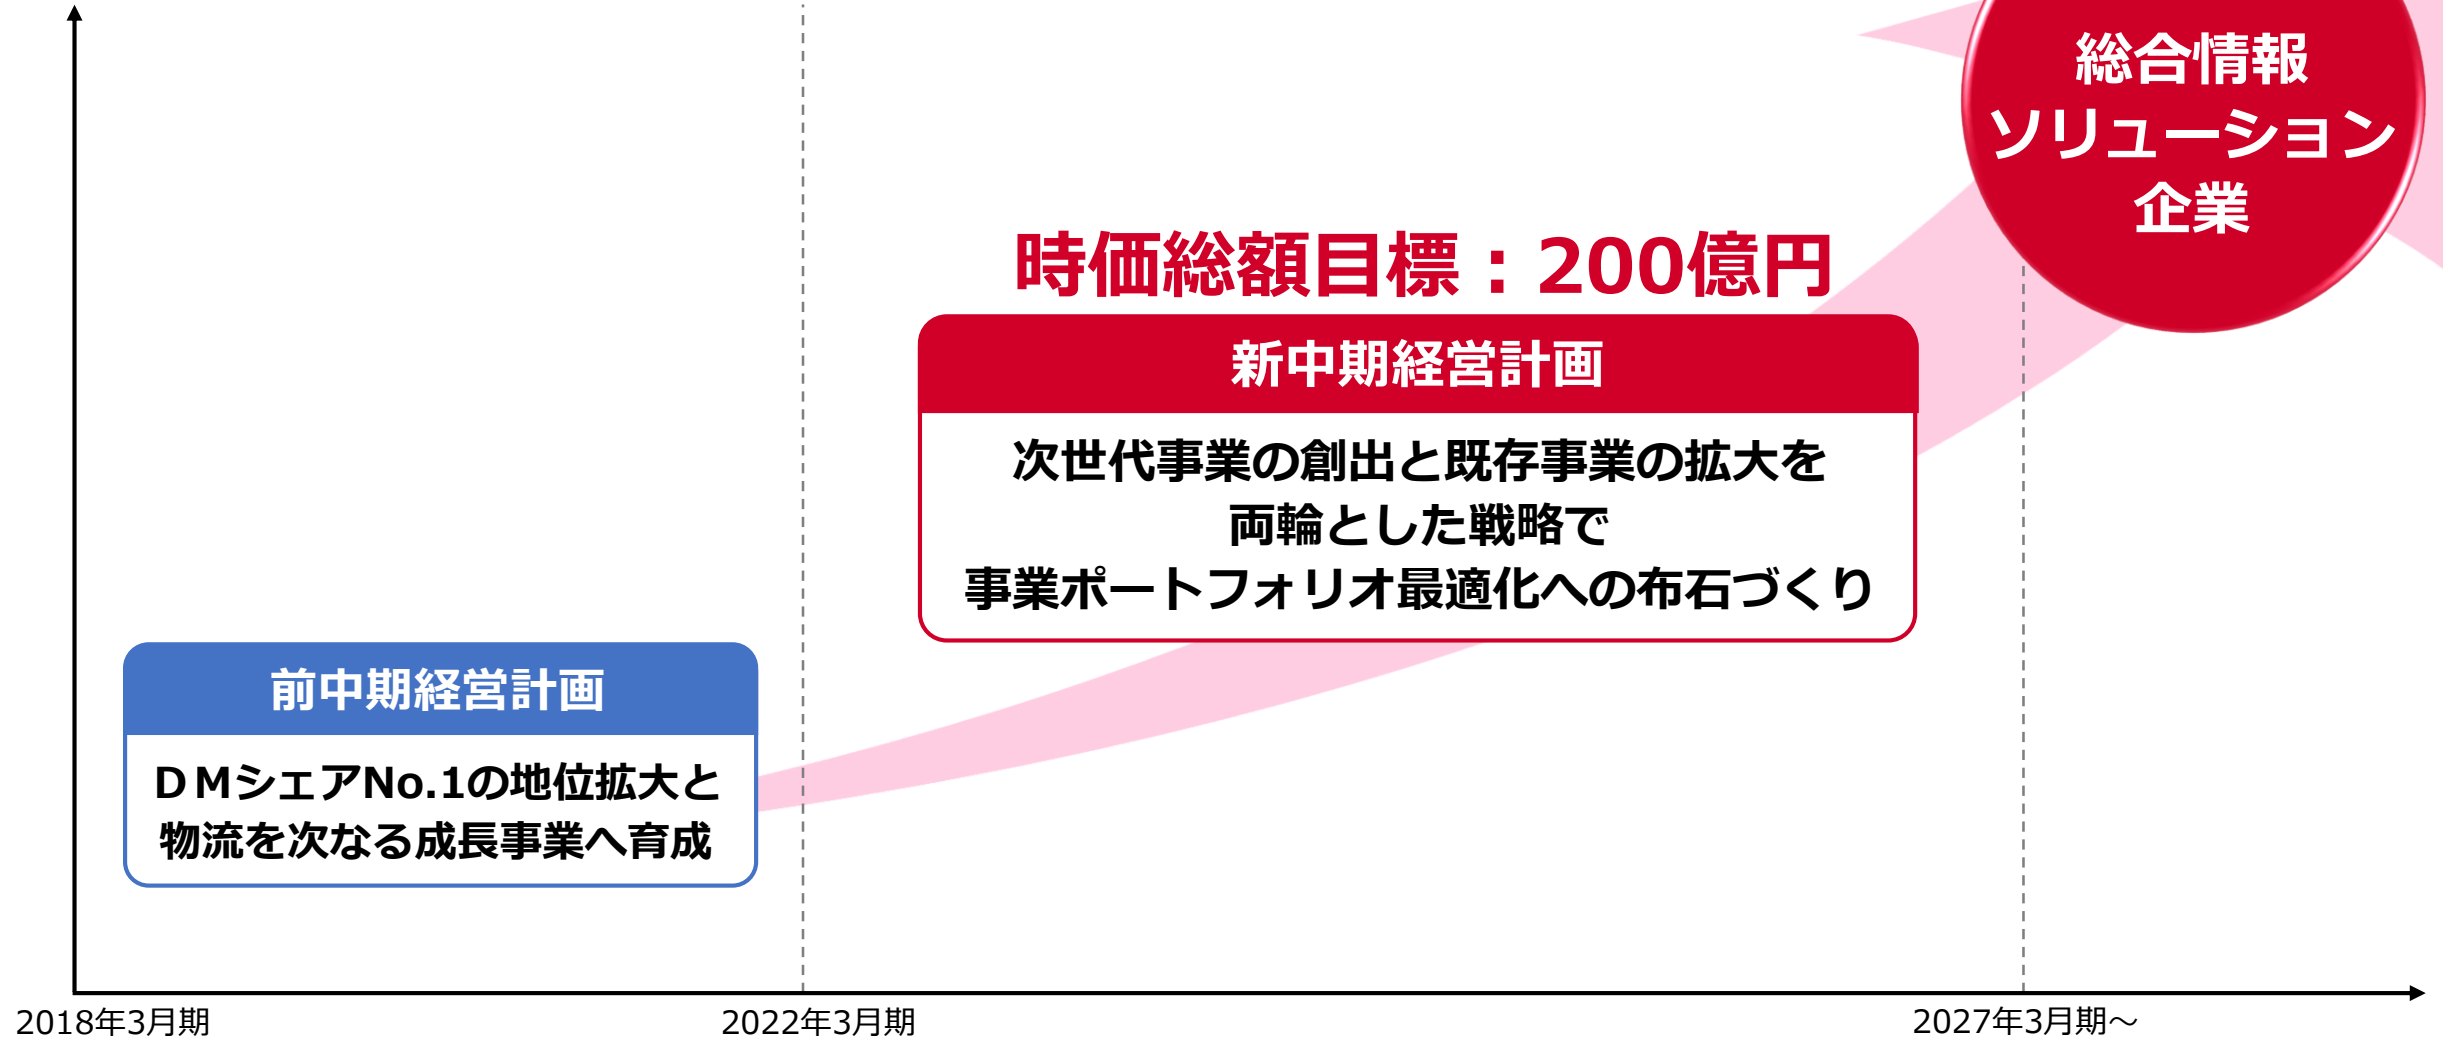 総合情報
ソリューション
企業
時価総額目標：200億円
新中期経営計画
次世代事業の創出と既存事業の拡大を
両輪とした戦略で
事業ポートフォリオ最適化への布石づくり
前中期経営計画
ＤＭシェアNo.1の地位拡大と
物流を次なる成長事業へ育成
2018年3月期
2022年3月期
2027年3月期～